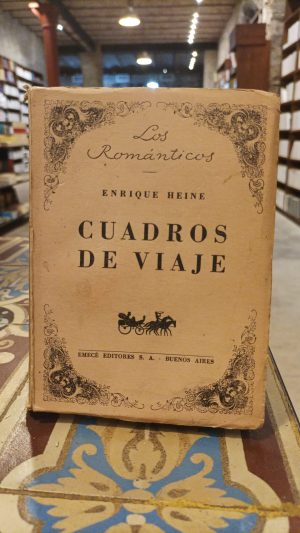 Los
Románticos
ENRIQUE HEINE
CUADROS
DE VIAJE
EMECÉ EDITORES S. A. - BUENOS AIRES